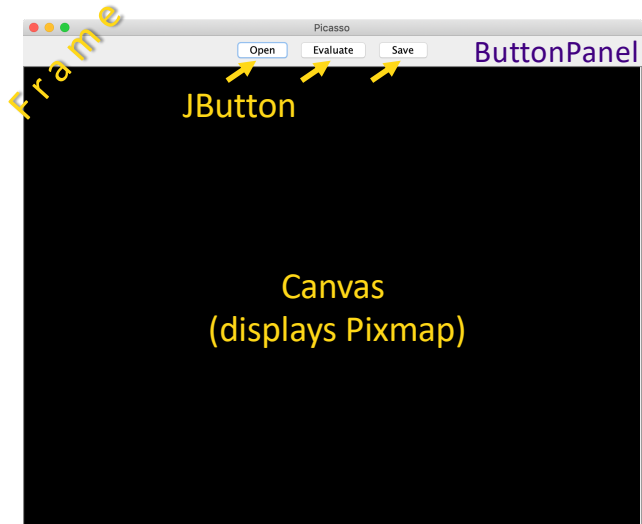 Picasso
Frame
Open Evaluate Save
ButtonPanel
JButton
Canvas
(displays Pixmap)